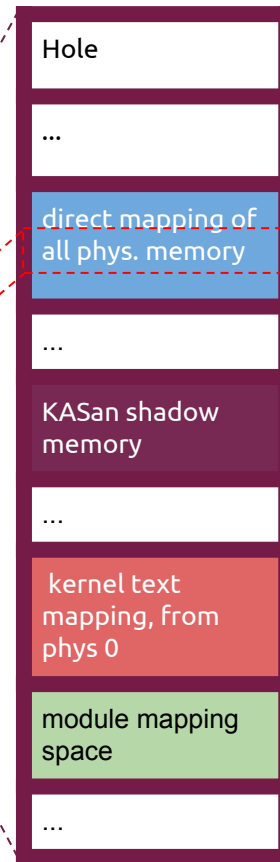 Hole
...
direct mapping of
all phys. memory
...
KASan shadow
memory
...
kernel text
mapping, from
phys 0
module mapping
space
...